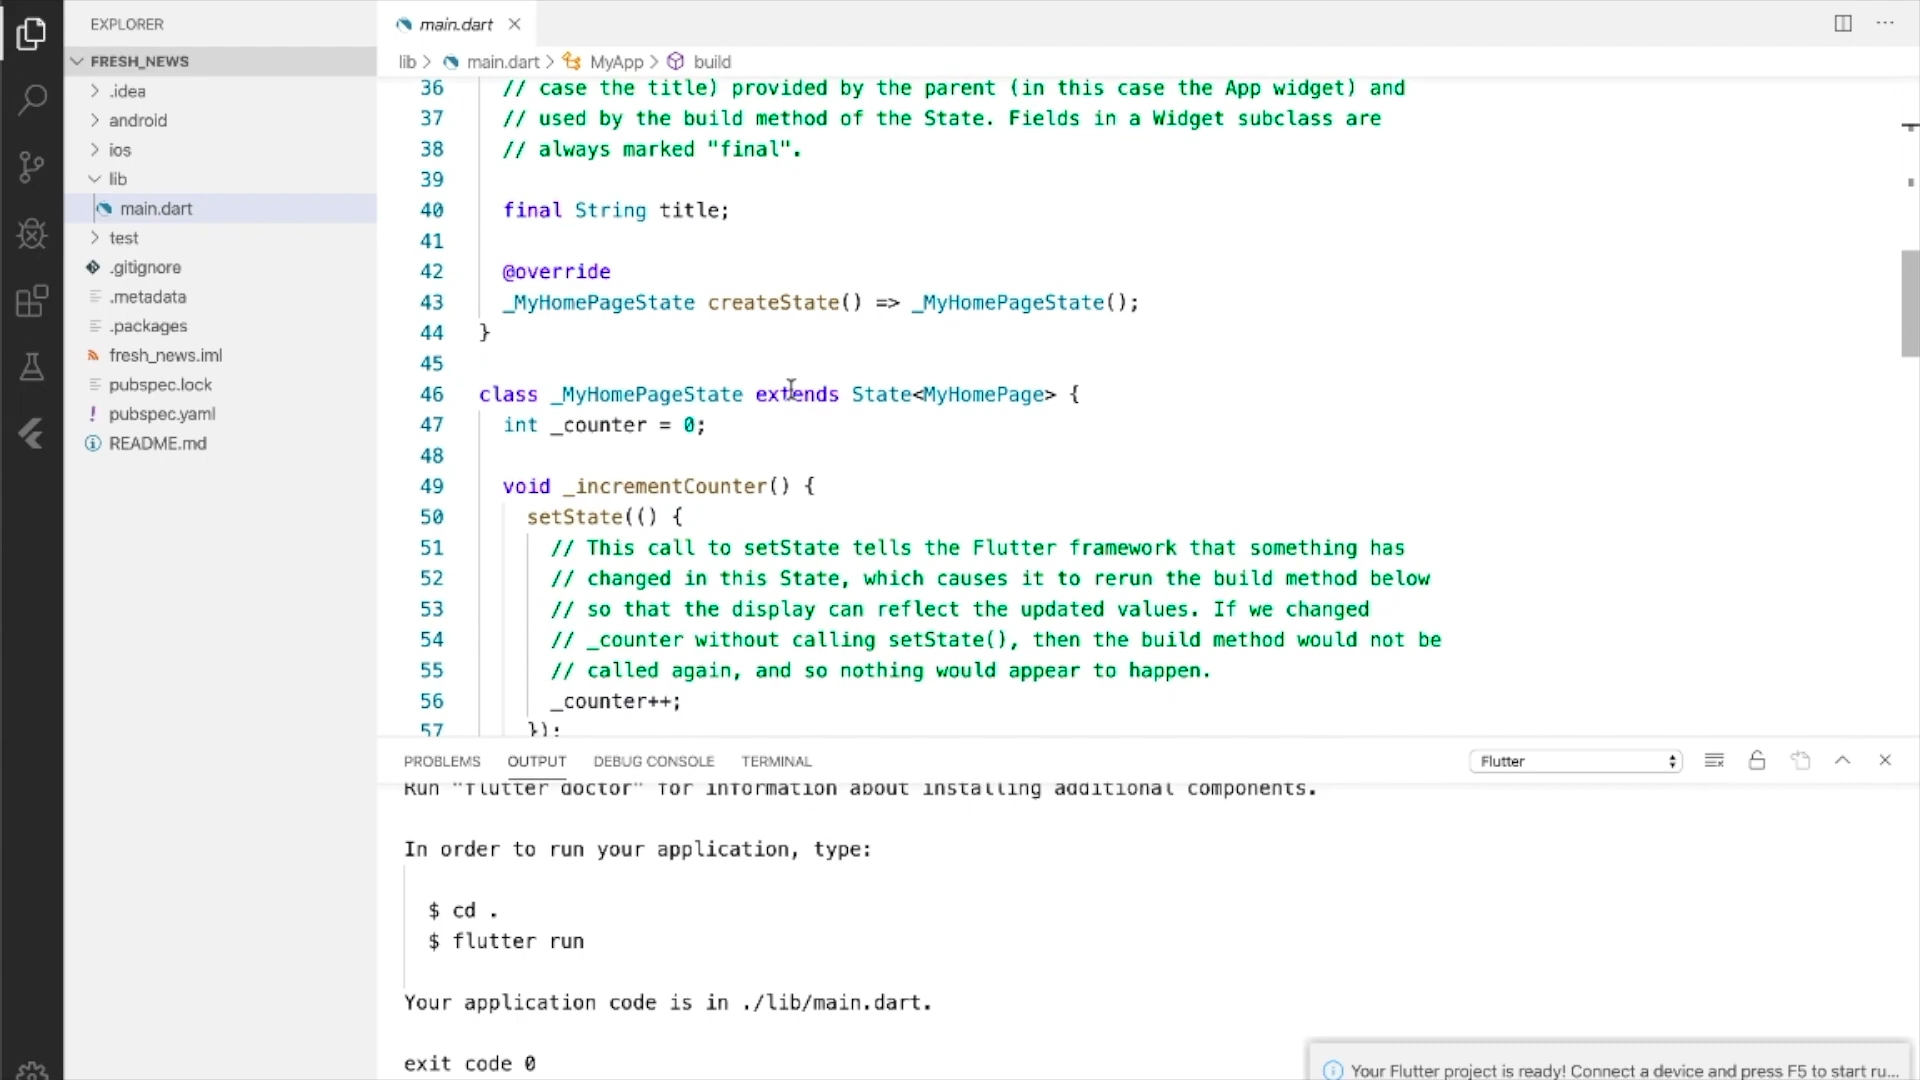 EXPLORER
FRESH_NEWS
.idea
android
ios
lib
main.dart
test
.gitignore
.metadata
.packages
fresh_news.iml
pubspec.lock
pubspec.yaml
README.md
main.dart
lib > main.dart > MyApp > build
36 // case the title) provided by the parent (in this case the App widget) and
37 // used by the build method of the State. Fields in a Widget subclass are
38 // always marked "final".
39
40 final String title;
41
42 @override
43 _MyHomePageState createState() => _MyHomePageState();
44 }
45
46 class _MyHomePageState extends State<MyHomePage> {
47 int _counter = 0;
48
49 void _incrementCounter() {
50 setState(() {
51 // This call to setState tells the Flutter framework that something has
52 // changed in this State, which causes it to rerun the build method below
53 // so that the display can reflect the updated values. If we changed
54 // _counter without calling setState(), then the build method would not be
55 // called again, and so nothing would appear to happen.
56 _counter++;
57 });
PROBLEMS OUTPUT DEBUG CONSOLE TERMINAL Flutter
Run "flutter doctor" for information about installing additional components.
In order to run your application, type:
$ cd .
$ flutter run
Your application code is in ./lib/main.dart.
exit code 0
Your Flutter project is ready! Connect a device and press F5 to start ru...